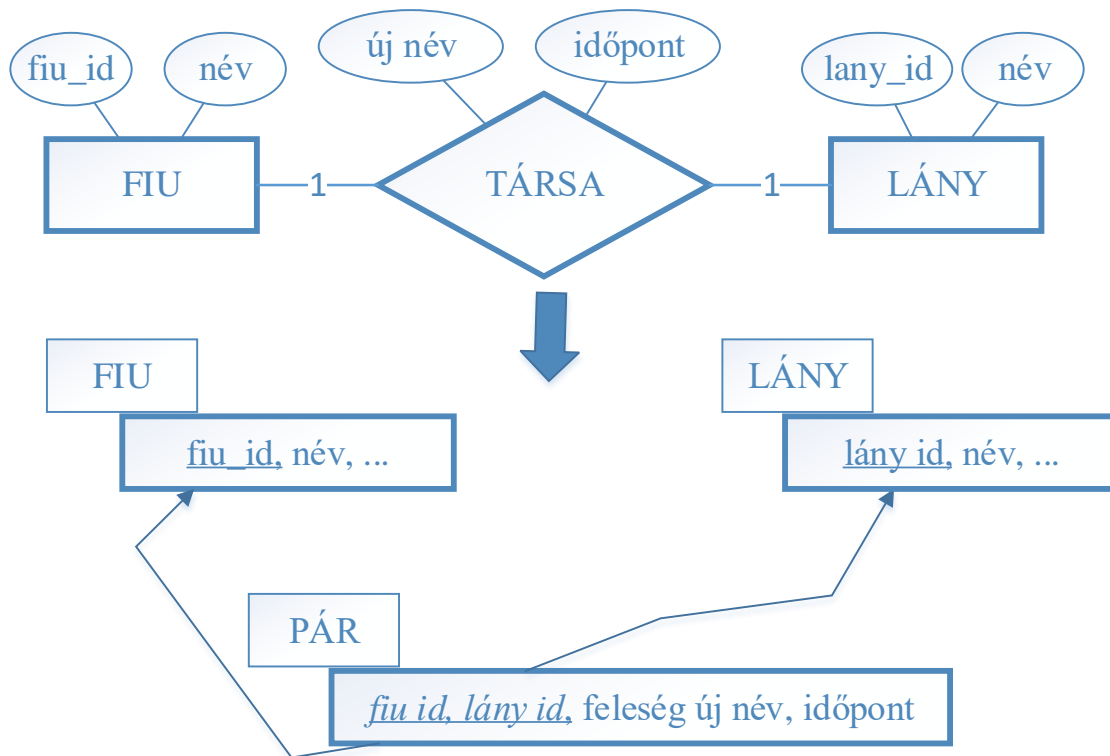 új név
időpont
fiu_id
név
lany_id
név
FIU
1
TÁRSA
1
LÁNY
FIU
LÁNY
fiu_id, név, ...
lány id, név, ...
PÁR
fiu id, lány id, feleség új név, időpont